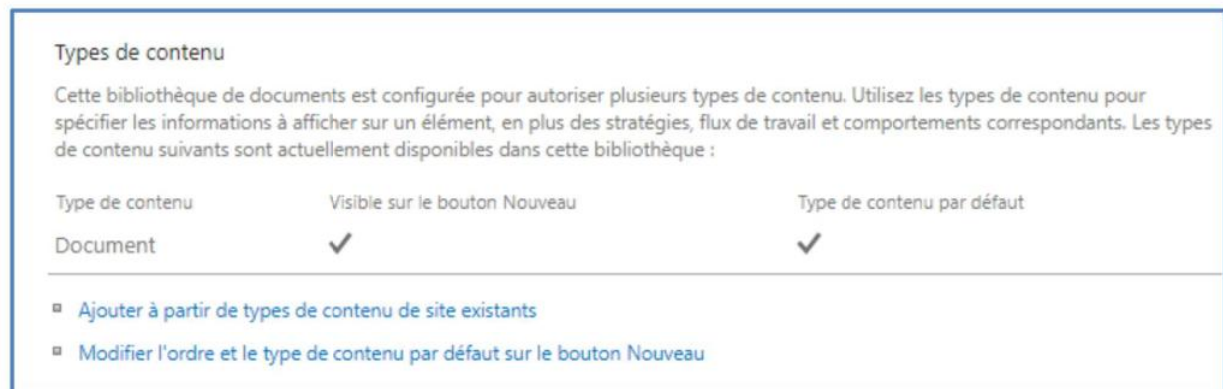 Types de contenu
Cette bibliothèque de documents est configurée pour autoriser plusieurs types de contenu. Utilisez les types de contenu pour
spécifier les informations à afficher sur un élément, en plus des stratégies, flux de travail et comportements correspondants. Les types
de contenu suivants sont actuellement disponibles dans cette bibliothèque :
Type de contenu Visible sur le bouton Nouveau Type de contenu par défaut
Document
Ajouter à partir de types de contenu de site existants
Modifier l'ordre et le type de contenu par défaut sur le bouton Nouveau